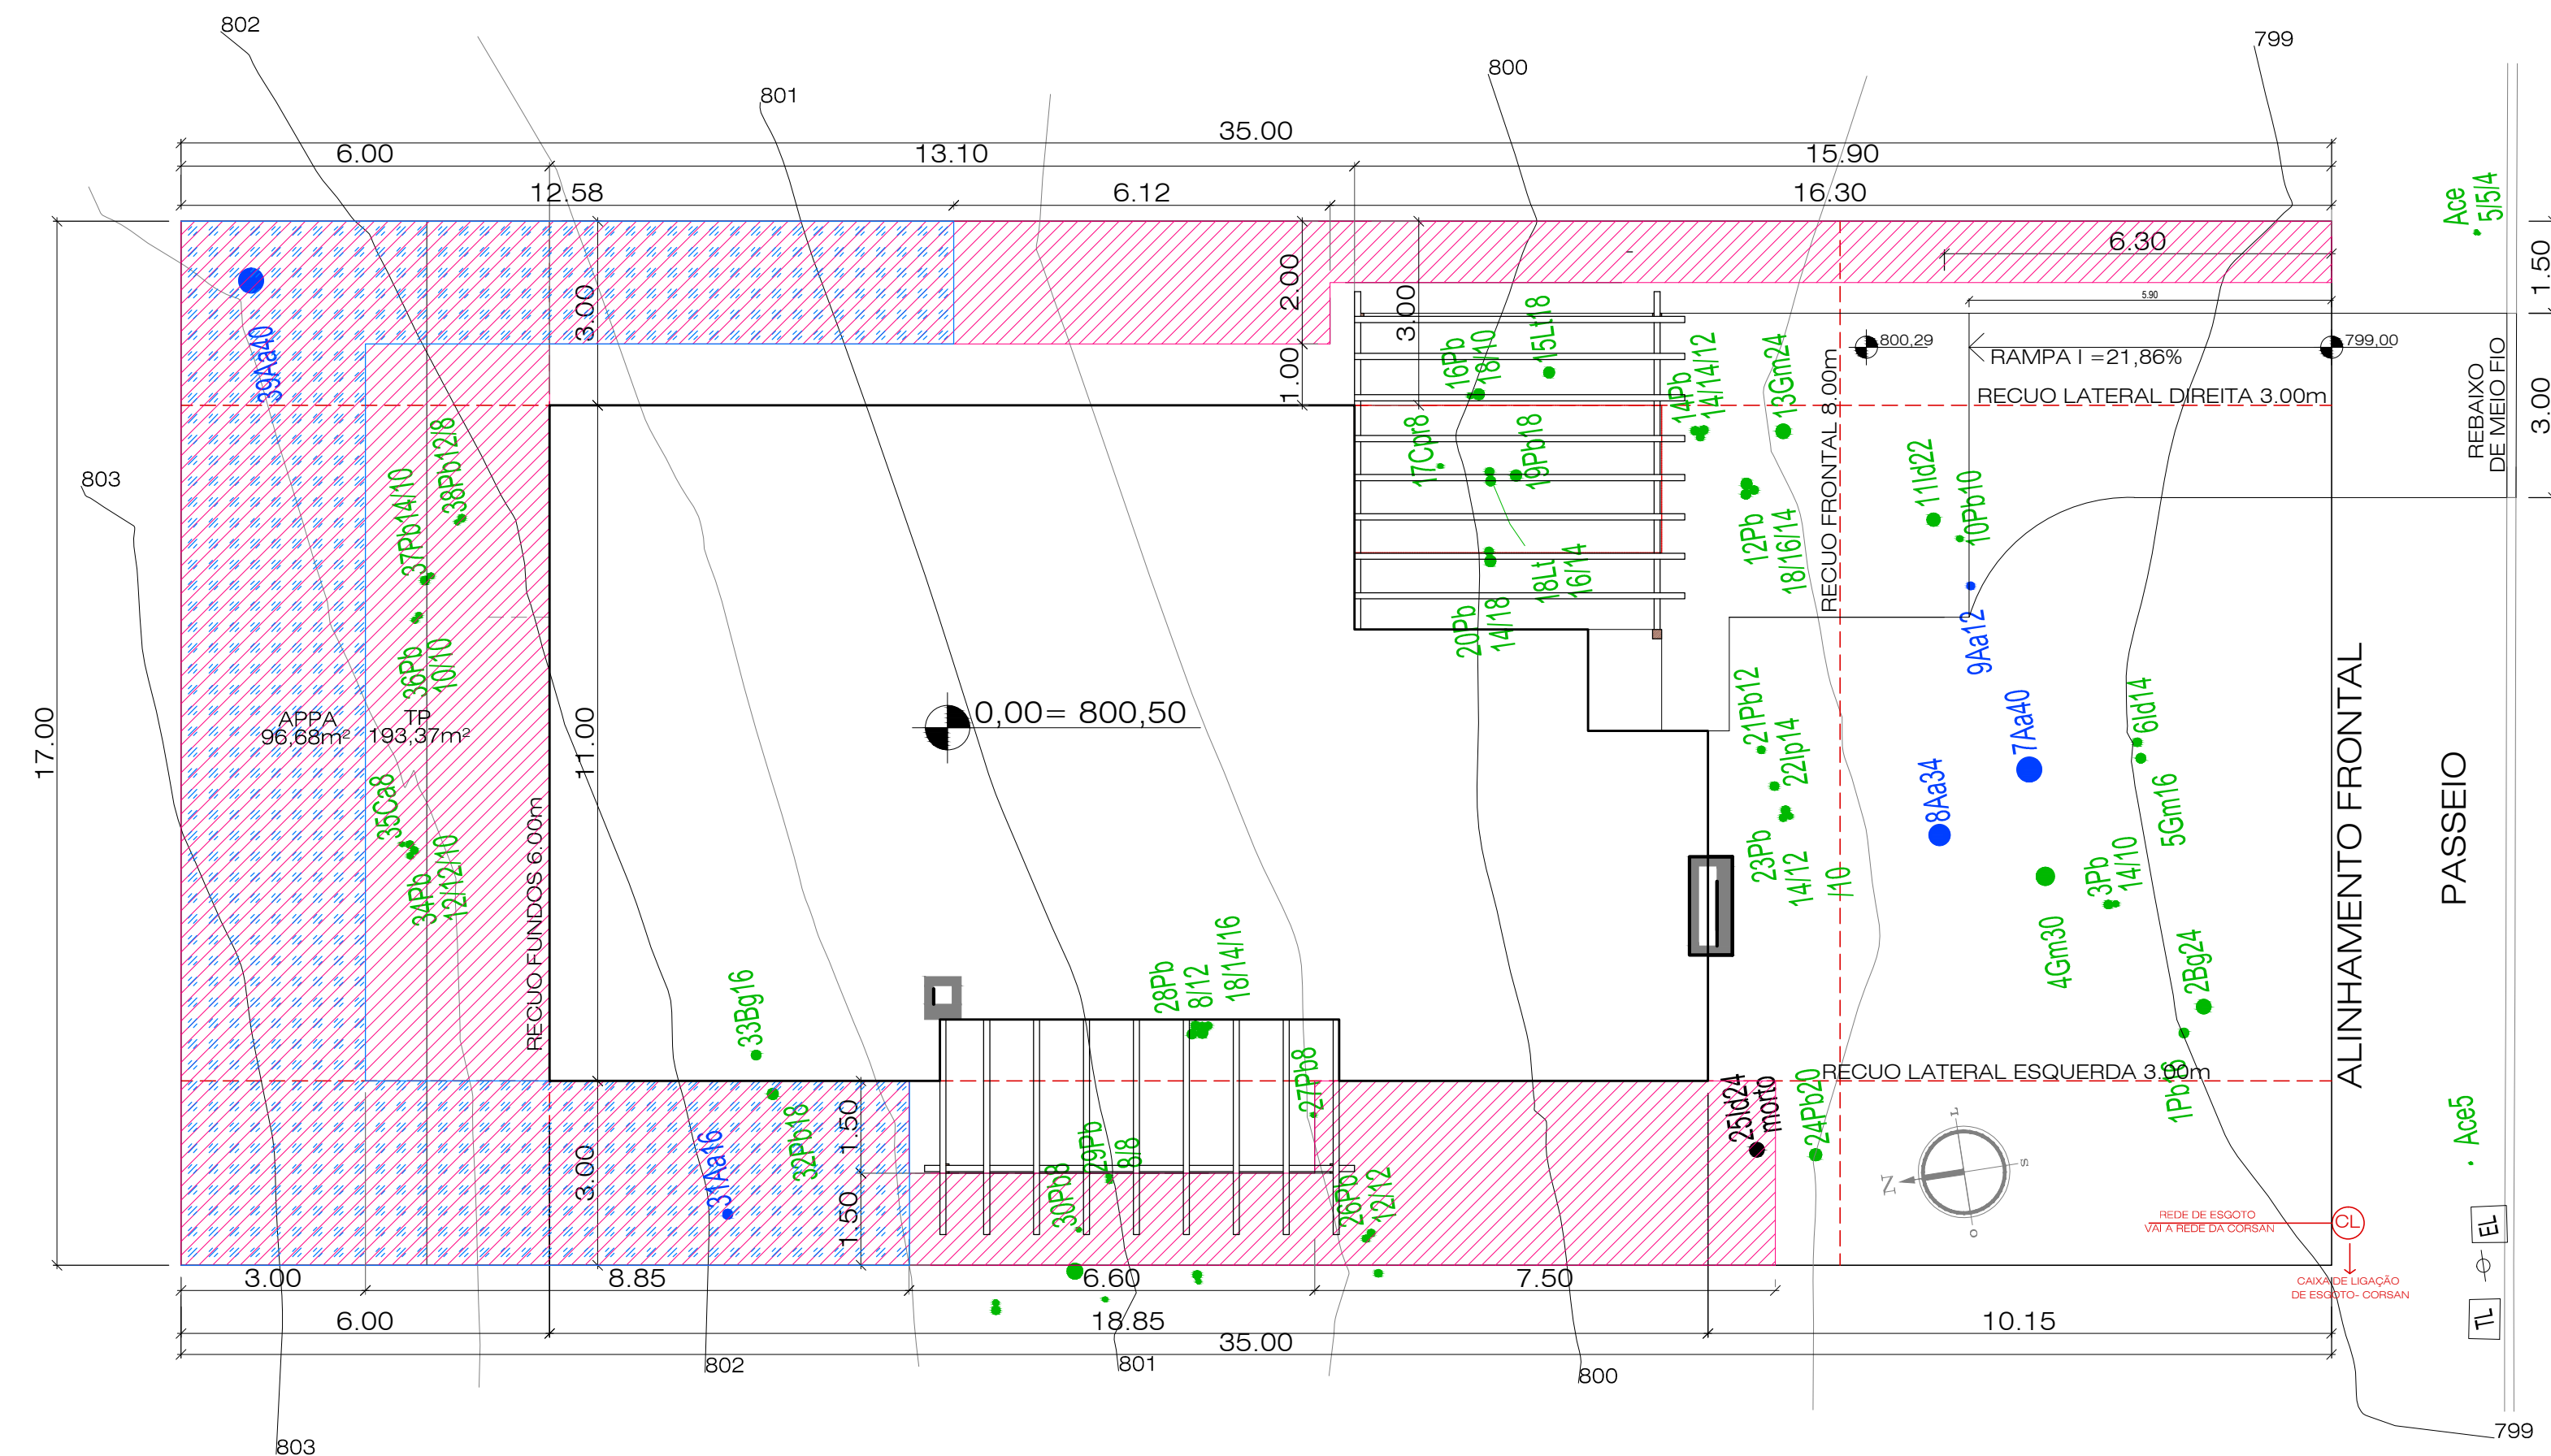 802
799
800
801
35.00
6.00
13.10
15.90
12.58
6.12
16.30
Ace
5/5/4
6.30
1.50
2.00
3.00
3.00
5.90
39Aa40
16Pb
18/10
15Lt18
14Pb
14/14/12
13Gm24
800,29
799,00
RAMPA I =21,86%
RECUO LATERAL DIREITA 3.00m
REBAIXO
DE MEIO FIO
3.00
1.00
RECUO FRONTAL 8.00m
803
38Pb12/8
37Pb14/10
17Cpr8
19Pb18
11Id22
10Pb10
12Pb
18/16/14
18Lt
16/14
20Pb
14/18
9Aa12
36Pb
10/10
17.00
APPA
96,68m²
TP
193,37m²
11.00
0,00= 800,50
21Pb12
22Ip14
7Aa40
6Id14
8Aa34
5Gm16
ALINHAMENTO FRONTAL
PASSEIO
35Ca8
34Pb
12/12/10
RECUO FUNDOS 6.00m
23Pb
14/12
/10
3Pb
14/10
4Gm30
2Bg24
33Bg16
28Pb
8/12
18/14/16
27Pb8
RECUO LATERAL ESQUERDA 3.00m
1Pb16
25Id24
morto
24Pb20
Ace5
32Pb18
31Aa16
1.50
3.00
1.50
30Pb8
29Pb
8/8
26Pb
12/12
L
S
N
O
REDE DE ESGOTO
VAI A REDE DA CORSAN
CL
EL
CAIXA DE LIGAÇÃO
DE ESGOTO- CORSAN
TL
3.00
8.85
6.60
7.50
6.00
18.85
10.15
35.00
802
801
800
799
803